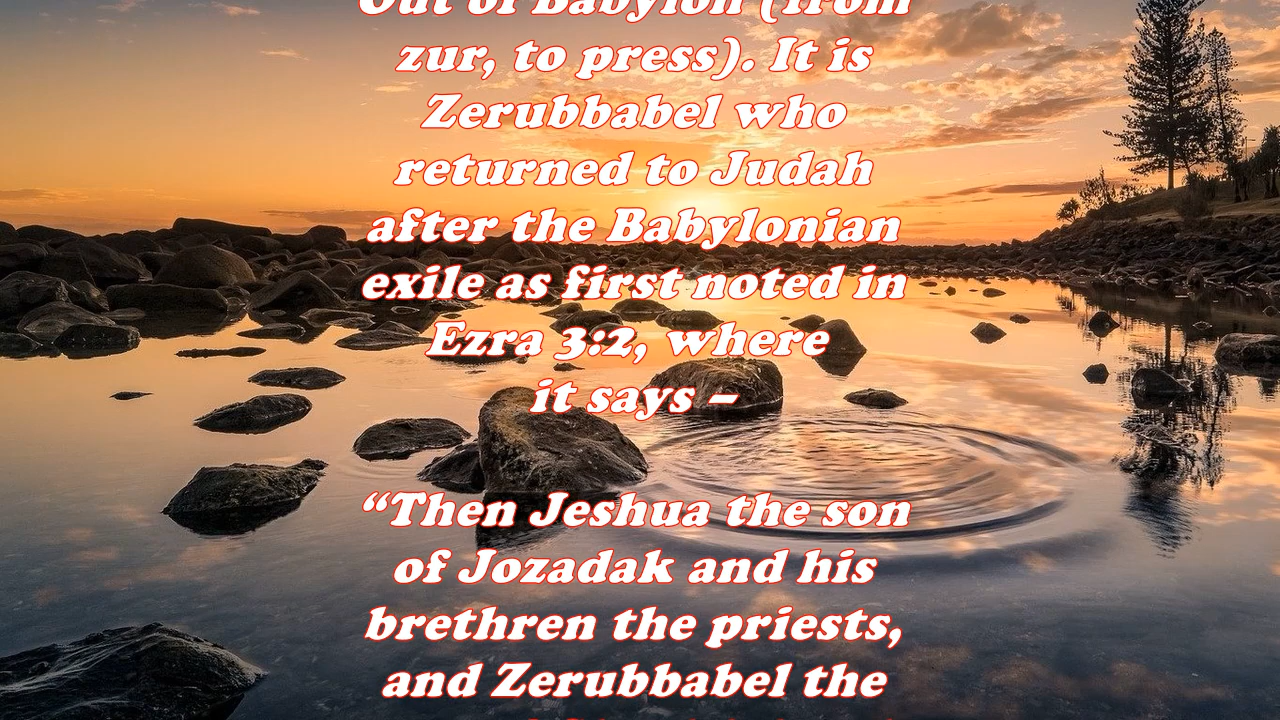 Out of Babylon (from
zur, to press). It is
Zerubbabel who
returned to Judah
after the Babylonian
exile as first noted in
Ezra 3:2, where
it says –
“Then Jeshua the son
of Jozadak and his
brethren the priests,
and Zerubbabel the